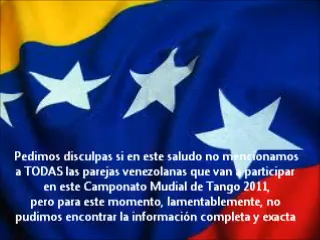 Pedimos disculpas si en este saludo no mencionamos
a TODAS las parejas venezolanas que van a participar
en este Camponato Mudial de Tango 2011,
pero para este momento, lamentablemente, no
pudimos encontrar la información completa y exacta